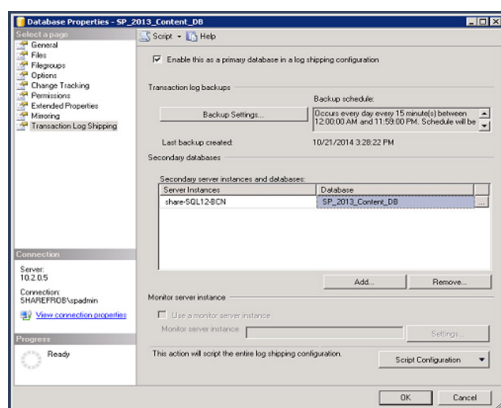 Database Properties - SP_2013_Content_DB
Select a page
General
Files
Filegroups
Options
Change Tracking
Permissions
Extended Properties
Mirroring
Transaction Log Shipping
Script
Help
Enable this as a primary database in a log shipping configuration
Transaction log backups
Backup schedule:
Backup Settings...
Occurs every day every 15 minute(s) between
12:00:00 AM and 11:59:00 PM. Schedule will be
Last backup created:
10/21/2014 3:28:22 PM
Secondary databases
Secondary server instances and databases:
Server Instances
Database
share-SQL12-BCN
SP_2013_Content_DB
...
Add...
Remove...
Monitor server instance
Use a monitor server instance
Monitor server instance:
Settings...
This action will script the entire log shipping configuration.
Script Configuration
Connection
Server:
10.2.0.5
Connection:
SHAREFROB\spadmin
View connection properties
Progress
Ready
OK
Cancel